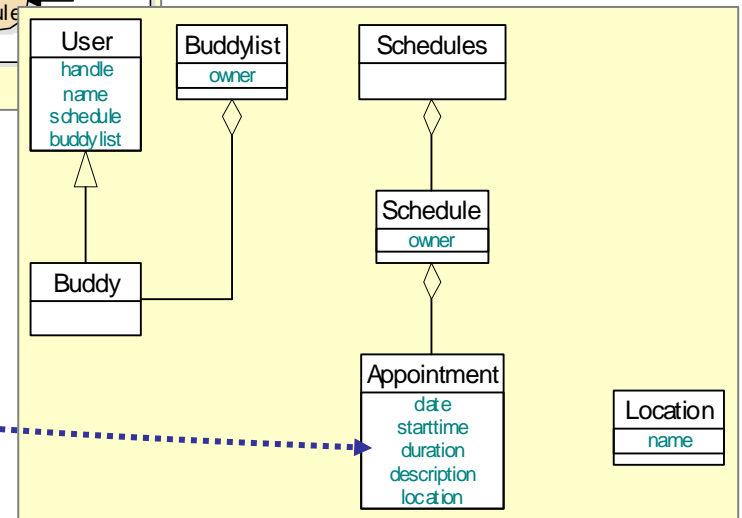 User
handle
name
schedule
buddylist
Buddylist
owner
Schedules
Schedule
owner
Buddy
Appointment
date
starttime
duration
description
location
Location
name